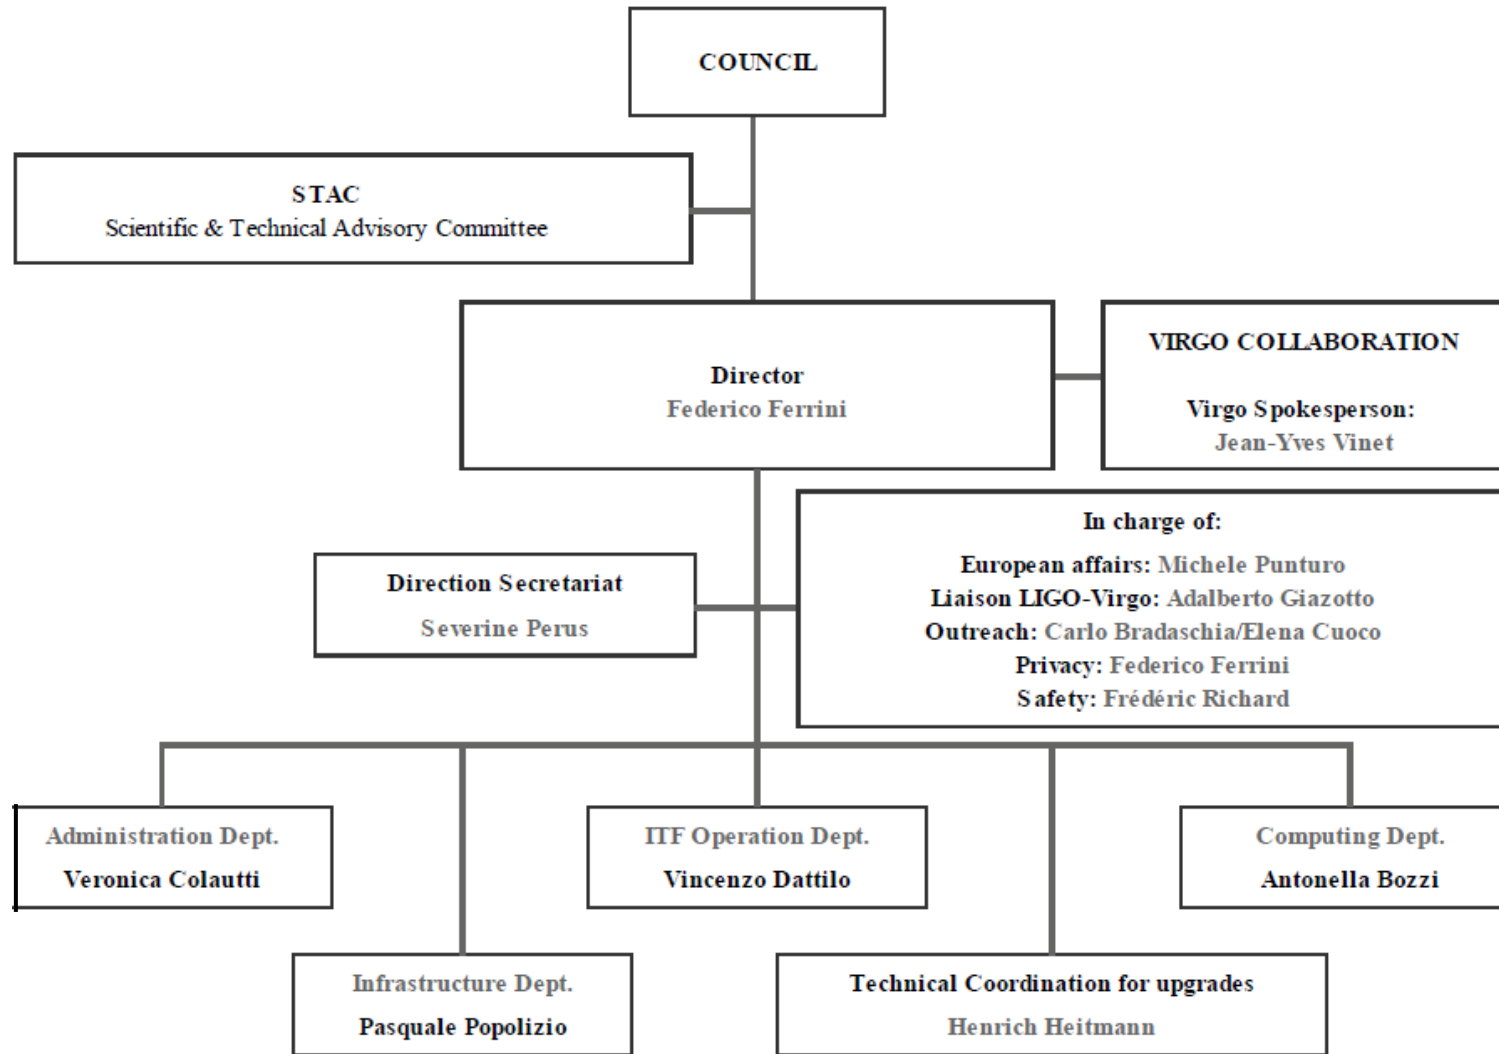 COUNCIL
STAC
Scientific & Technical Advisory Committee
Director
Federico Ferrini
VIRGO COLLABORATION
Virgo Spokesperson:
Jean-Yves Vinet
In charge of:
European affairs: Michele Punturo
Liaison LIGO-Virgo: Adalberto Giazotto
Outreach: Carlo Bradaschia/Elena Cuoco
Privacy: Federico Ferrini
Safety: Frédéric Richard
Direction Secretariat
Severine Perus
Administration Dept.
Veronica Colautti
ITF Operation Dept.
Vincenzo Dattilo
Computing Dept.
Antonella Bozzi
Infrastructure Dept.
Pasquale Popolizio
Technical Coordination for upgrades
Henrich Heitmann